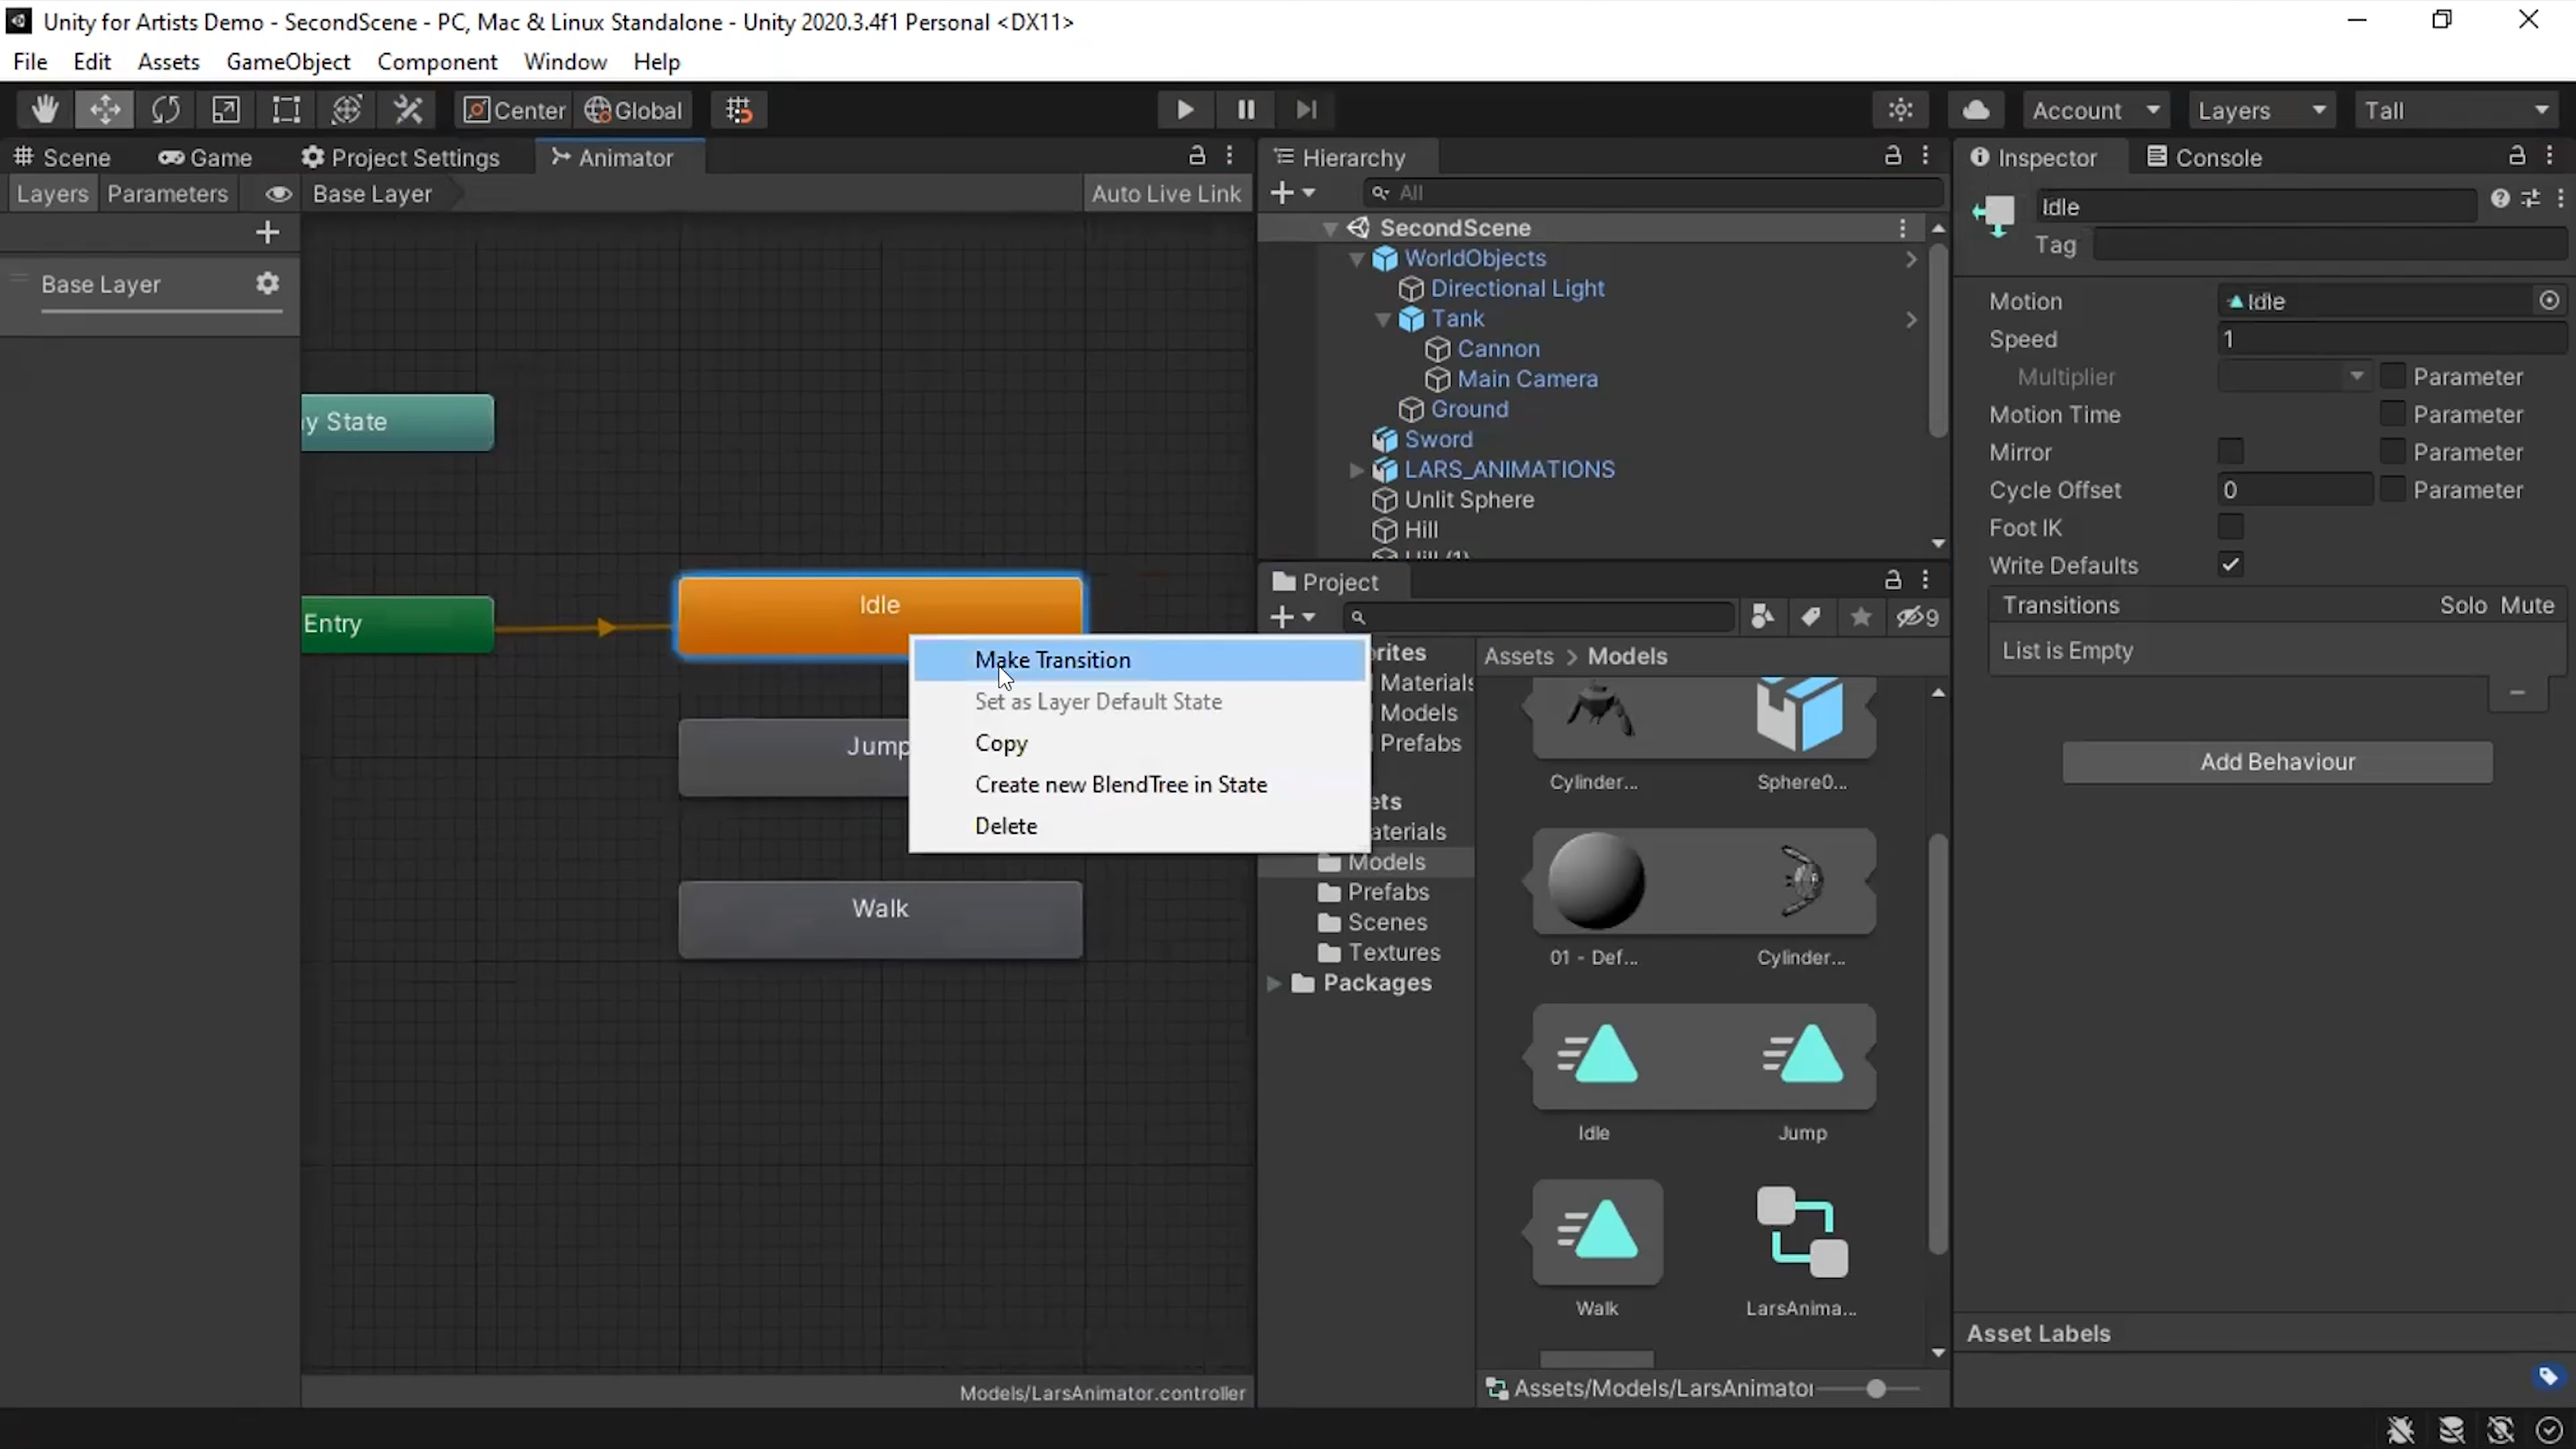 Unity for Artists Demo - SecondScene - PC, Mac & Linux Standalone - Unity 2020.3.4f1 Personal <DX11>
File Edit Assets GameObject Component Window Help
Center Global Account Layers Tall
Scene Game Project Settings Animator
Layers Parameters Base Layer Auto Live Link
Base Layer
y State
Entry
Idle
Jump
Walk
Make Transition
Set as Layer Default State
Copy
Create new BlendTree in State
Delete
Models/LarsAnimator.controller
Hierarchy
All
SecondScene
WorldObjects
Directional Light
Tank
Cannon
Main Camera
Ground
Sword
LARS_ANIMATIONS
Unlit Sphere
Hill
Hill (1)
Project
9
rites
Materials
Models
Prefabs
ets
aterials
Models
Prefabs
Scenes
Textures
Packages
Assets > Models
Cylinder... Sphere0...
01 - Def... Cylinder...
Idle Jump
Walk LarsAnima...
Assets/Models/LarsAnimator
Inspector Console
Idle
Tag
Motion Idle
Speed 1
Multiplier Parameter
Motion Time Parameter
Mirror Parameter
Cycle Offset 0 Parameter
Foot IK
Write Defaults
Transitions Solo Mute
List is Empty
Add Behaviour
Asset Labels